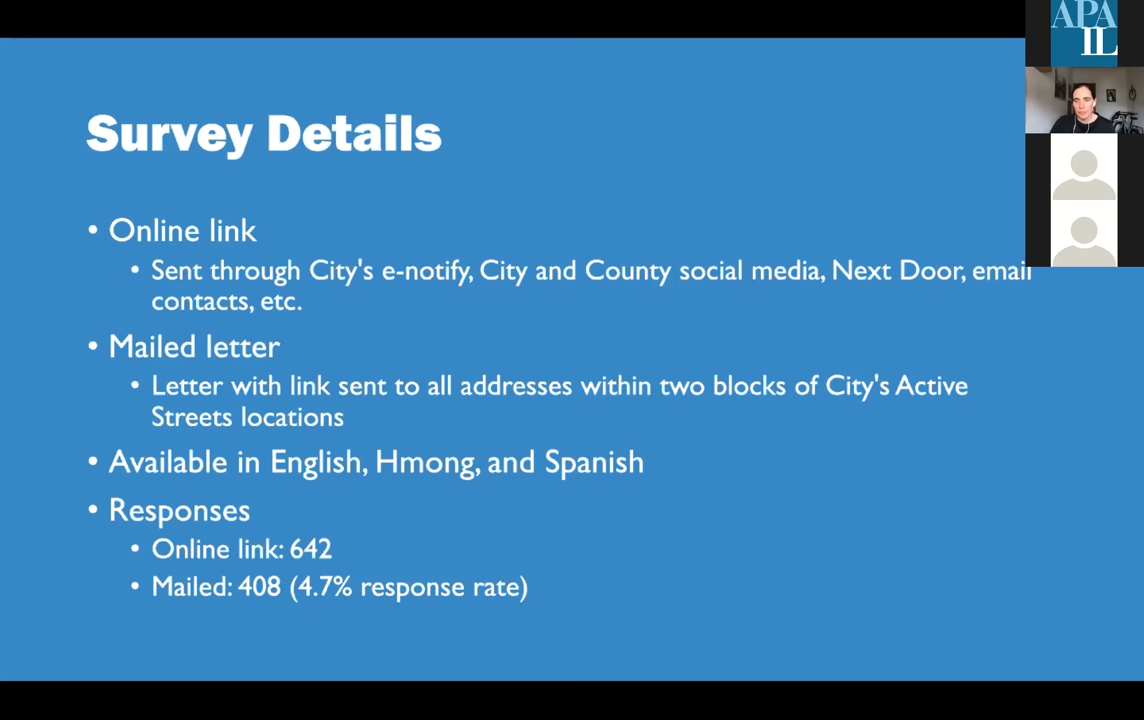 APA
IL
Survey Details
• Online link
• Sent through City's e-notify, City and County social media, Next Door, email
contacts, etc.
• Mailed letter
• Letter with link sent to all addresses within two blocks of City's Active
Streets locations
• Available in English, Hmong, and Spanish
• Responses
• Online link: 642
• Mailed: 408 (4.7% response rate)